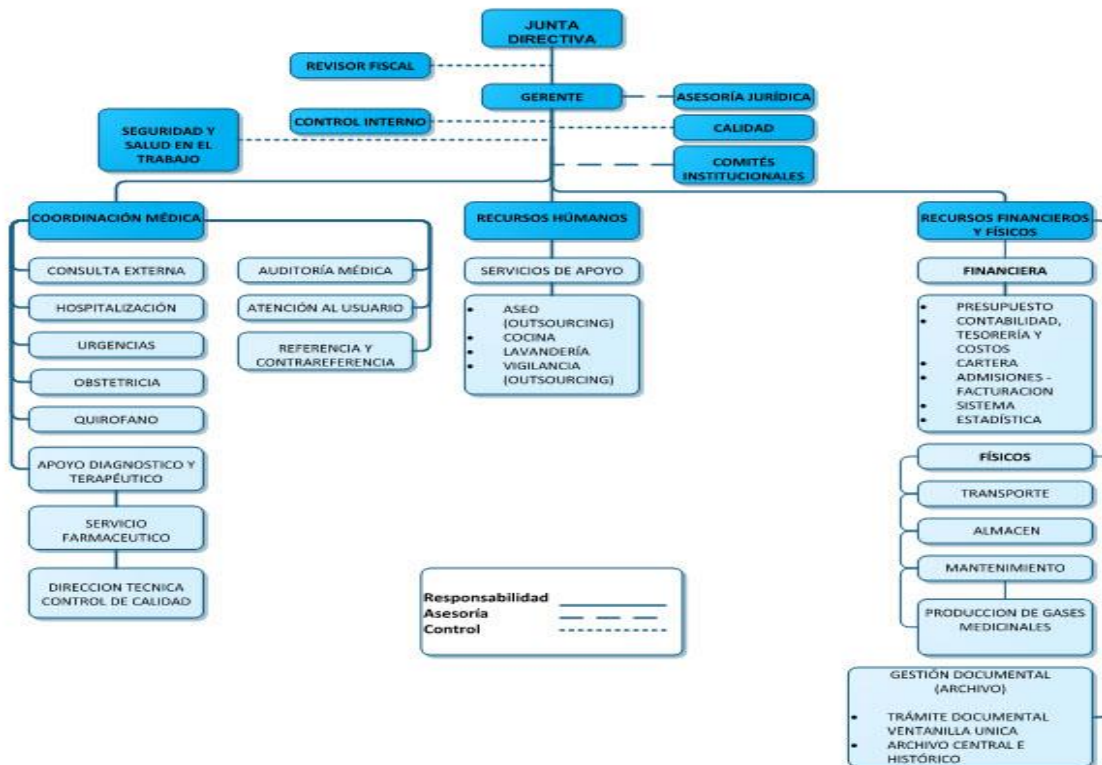 JUNTA
DIRECTIVA
REVISOR FISCAL
GERENTE
ASESORÍA JURÍDICA
CONTROL INTERNO
CALIDAD
SEGURIDAD Y
SALUD EN EL
TRABAJO
COMITÉS
INSTITUCIONALES
COORDINACIÓN MÉDICA
CONSULTA EXTERNA
HOSPITALIZACIÓN
URGENCIAS
OBSTETRICIA
QUIROFANO
APOYO DIAGNOSTICO Y
TERAPÉUTICO
SERVICIO
FARMACEUTICO
DIRECCION TECNICA
CONTROL DE CALIDAD
AUDITORÍA MÉDICA
ATENCIÓN AL USUARIO
REFERENCIA Y
CONTRAREFERENCIA
RECURSOS HÚMANOS
SERVICIOS DE APOYO
• ASEO
(OUTSOURCING)
• COCINA
• LAVANDERÍA
• VIGILANCIA
(OUTSOURCING)
RECURSOS FINANCIEROS
Y FÍSICOS
FINANCIERA
• PRESUPUESTO
• CONTABILIDAD,
TESORERÍA Y
COSTOS
• CARTERA
• ADMISIONES -
FACTURACION
• SISTEMA
• ESTADÍSTICA
FÍSICOS
TRANSPORTE
ALMACEN
MANTENIMIENTO
PRODUCCION DE GASES
MEDICINALES
GESTIÓN DOCUMENTAL
(ARCHIVO)
• TRÁMITE DOCUMENTAL
VENTANILLA UNICA
• ARCHIVO CENTRAL E
HISTÓRICO
Responsabilidad
Asesoría
Control